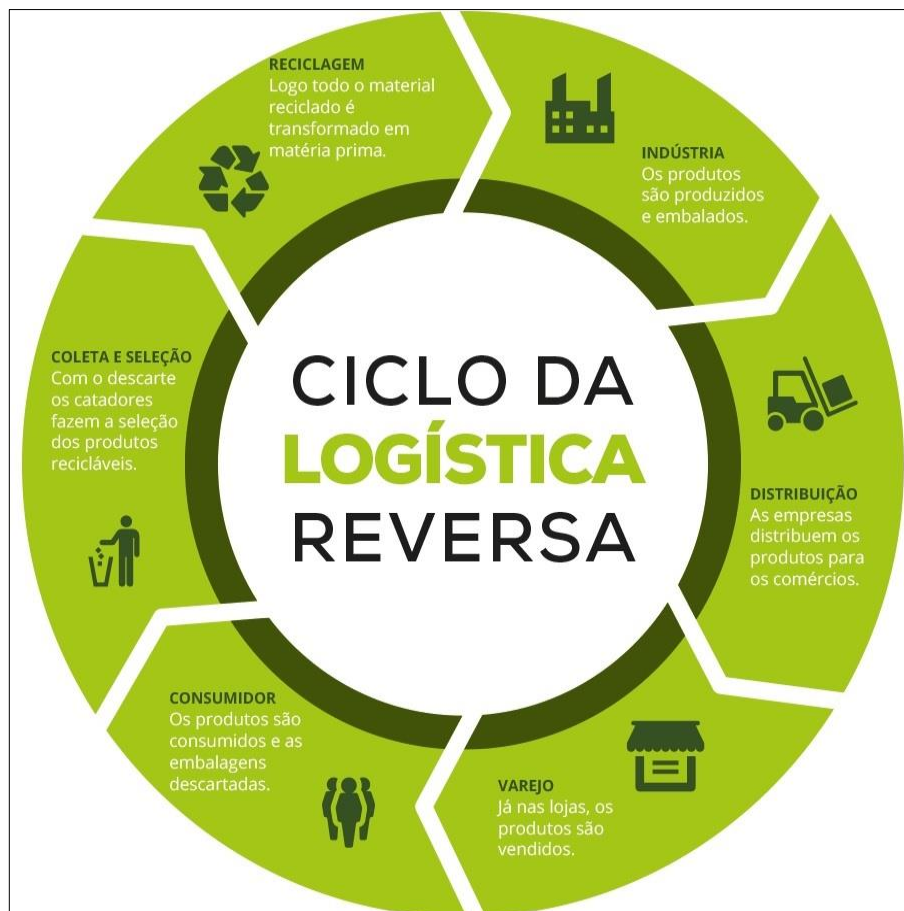 CICLO DA
LOGÍSTICA
REVERSA
RECICLAGEM
Logo todo o material
reciclado é
transformado em
matéria prima.
INDÚSTRIA
Os produtos
são produzidos
e embalados.
DISTRIBUIÇÃO
As empresas
distribuem os
produtos para
os comércios.
VAREJO
Já nas lojas, os
produtos são
vendidos.
CONSUMIDOR
Os produtos são
consumidos e as
embalagens
descartadas.
COLETA E SELEÇÃO
Com o descarte
os catadores
fazem a seleção
dos produtos
recicláveis.